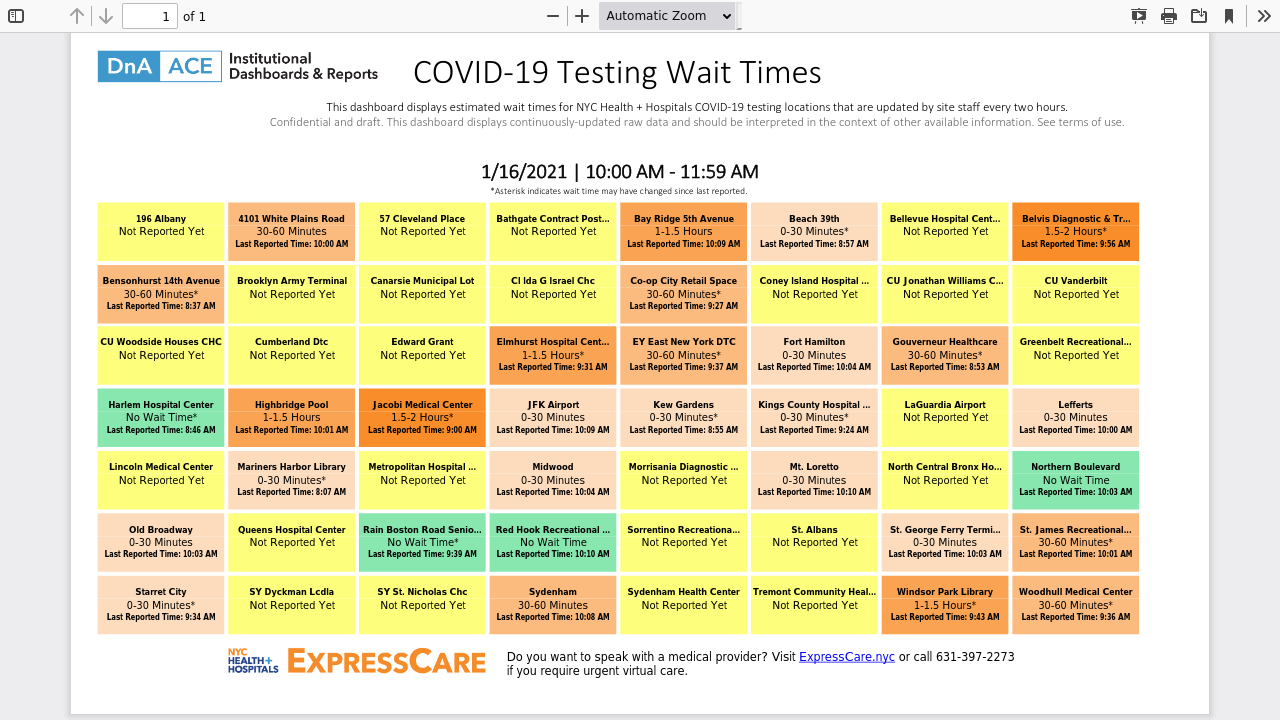 1 of 1
Automatic Zoom
DnA ACE Institutional Dashboards & Reports
COVID-19 Testing Wait Times
This dashboard displays estimated wait times for NYC Health + Hospitals COVID-19 testing locations that are updated by site staff every two hours.
Confidential and draft. This dashboard displays continuously-updated raw data and should be interpreted in the context of other available information. See terms of use.
1/16/2021 | 10:00 AM - 11:59 AM
*Asterisk indicates wait time may have changed since last reported.
196 Albany
Not Reported Yet
4101 White Plains Road
30-60 Minutes
Last Reported Time: 10:00 AM
57 Cleveland Place
Not Reported Yet
Bathgate Contract Post...
Not Reported Yet
Bay Ridge 5th Avenue
1-1.5 Hours
Last Reported Time: 10:09 AM
Beach 39th
0-30 Minutes*
Last Reported Time: 8:57 AM
Bellevue Hospital Cent...
Not Reported Yet
Belvis Diagnostic & Tr...
1.5-2 Hours*
Last Reported Time: 9:56 AM
Bensonhurst 14th Avenue
30-60 Minutes*
Last Reported Time: 8:37 AM
Brooklyn Army Terminal
Not Reported Yet
Canarsie Municipal Lot
Not Reported Yet
Cl Ida G Israel Chc
Not Reported Yet
Co-op City Retail Space
30-60 Minutes*
Last Reported Time: 9:27 AM
Coney Island Hospital ...
Not Reported Yet
CU Jonathan Williams C...
Not Reported Yet
CU Vanderbilt
Not Reported Yet
CU Woodside Houses CHC
Not Reported Yet
Cumberland Dtc
Not Reported Yet
Edward Grant
Not Reported Yet
Elmhurst Hospital Cent...
1-1.5 Hours*
Last Reported Time: 9:31 AM
EY East New York DTC
30-60 Minutes*
Last Reported Time: 9:37 AM
Fort Hamilton
0-30 Minutes
Last Reported Time: 10:04 AM
Gouverneur Healthcare
30-60 Minutes*
Last Reported Time: 8:53 AM
Greenbelt Recreational...
Not Reported Yet
Harlem Hospital Center
No Wait Time*
Last Reported Time: 8:46 AM
Highbridge Pool
1-1.5 Hours
Last Reported Time: 10:01 AM
Jacobi Medical Center
1.5-2 Hours*
Last Reported Time: 9:00 AM
JFK Airport
0-30 Minutes
Last Reported Time: 10:09 AM
Kew Gardens
0-30 Minutes*
Last Reported Time: 8:55 AM
Kings County Hospital ...
0-30 Minutes*
Last Reported Time: 9:24 AM
LaGuardia Airport
Not Reported Yet
Lefferts
0-30 Minutes
Last Reported Time: 10:00 AM
Lincoln Medical Center
Not Reported Yet
Mariners Harbor Library
0-30 Minutes*
Last Reported Time: 8:07 AM
Metropolitan Hospital ...
Not Reported Yet
Midwood
0-30 Minutes
Last Reported Time: 10:04 AM
Morrisania Diagnostic ...
Not Reported Yet
Mt. Loretto
0-30 Minutes
Last Reported Time: 10:10 AM
North Central Bronx Ho...
Not Reported Yet
Northern Boulevard
No Wait Time
Last Reported Time: 10:03 AM
Old Broadway
0-30 Minutes
Last Reported Time: 10:03 AM
Queens Hospital Center
Not Reported Yet
Rain Boston Road Senio...
No Wait Time*
Last Reported Time: 9:39 AM
Red Hook Recreational ...
No Wait Time
Last Reported Time: 10:10 AM
Sorrentino Recreationa...
Not Reported Yet
St. Albans
Not Reported Yet
St. George Ferry Termi...
0-30 Minutes
Last Reported Time: 10:03 AM
St. James Recreational...
30-60 Minutes*
Last Reported Time: 10:01 AM
Starret City
0-30 Minutes*
Last Reported Time: 9:34 AM
SY Dyckman Lcdla
Not Reported Yet
SY St. Nicholas Chc
Not Reported Yet
Sydenham
30-60 Minutes
Last Reported Time: 10:08 AM
Sydenham Health Center
Not Reported Yet
Tremont Community Heal...
Not Reported Yet
Windsor Park Library
1-1.5 Hours*
Last Reported Time: 9:43 AM
Woodhull Medical Center
30-60 Minutes*
Last Reported Time: 9:36 AM
NYC HEALTH+ HOSPITALS
EXPRESSCARE
Do you want to speak with a medical provider? Visit ExpressCare.nyc or call 631-397-2273
if you require urgent virtual care.